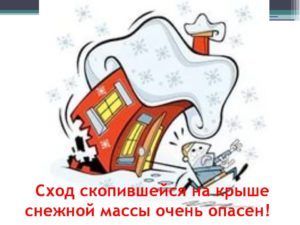 Сход скопившейся на крыше
снежной массы очень опасен!